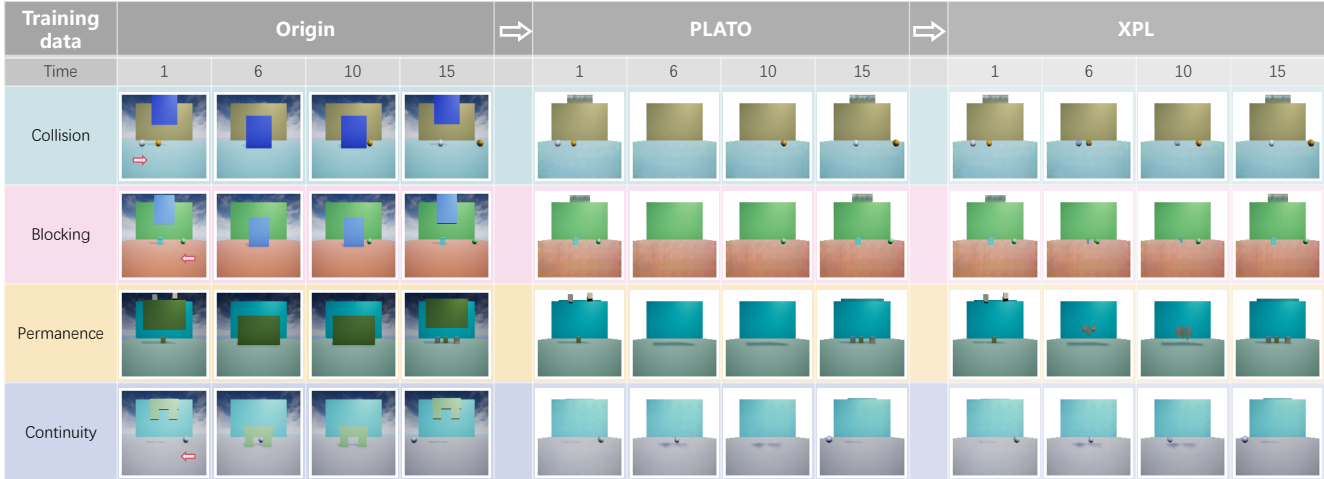 Training data Origin PLATO XPL
Time 1 6 10 15 1 6 10 15 1 6 10 15
Collision
Blocking
Permanence
Continuity